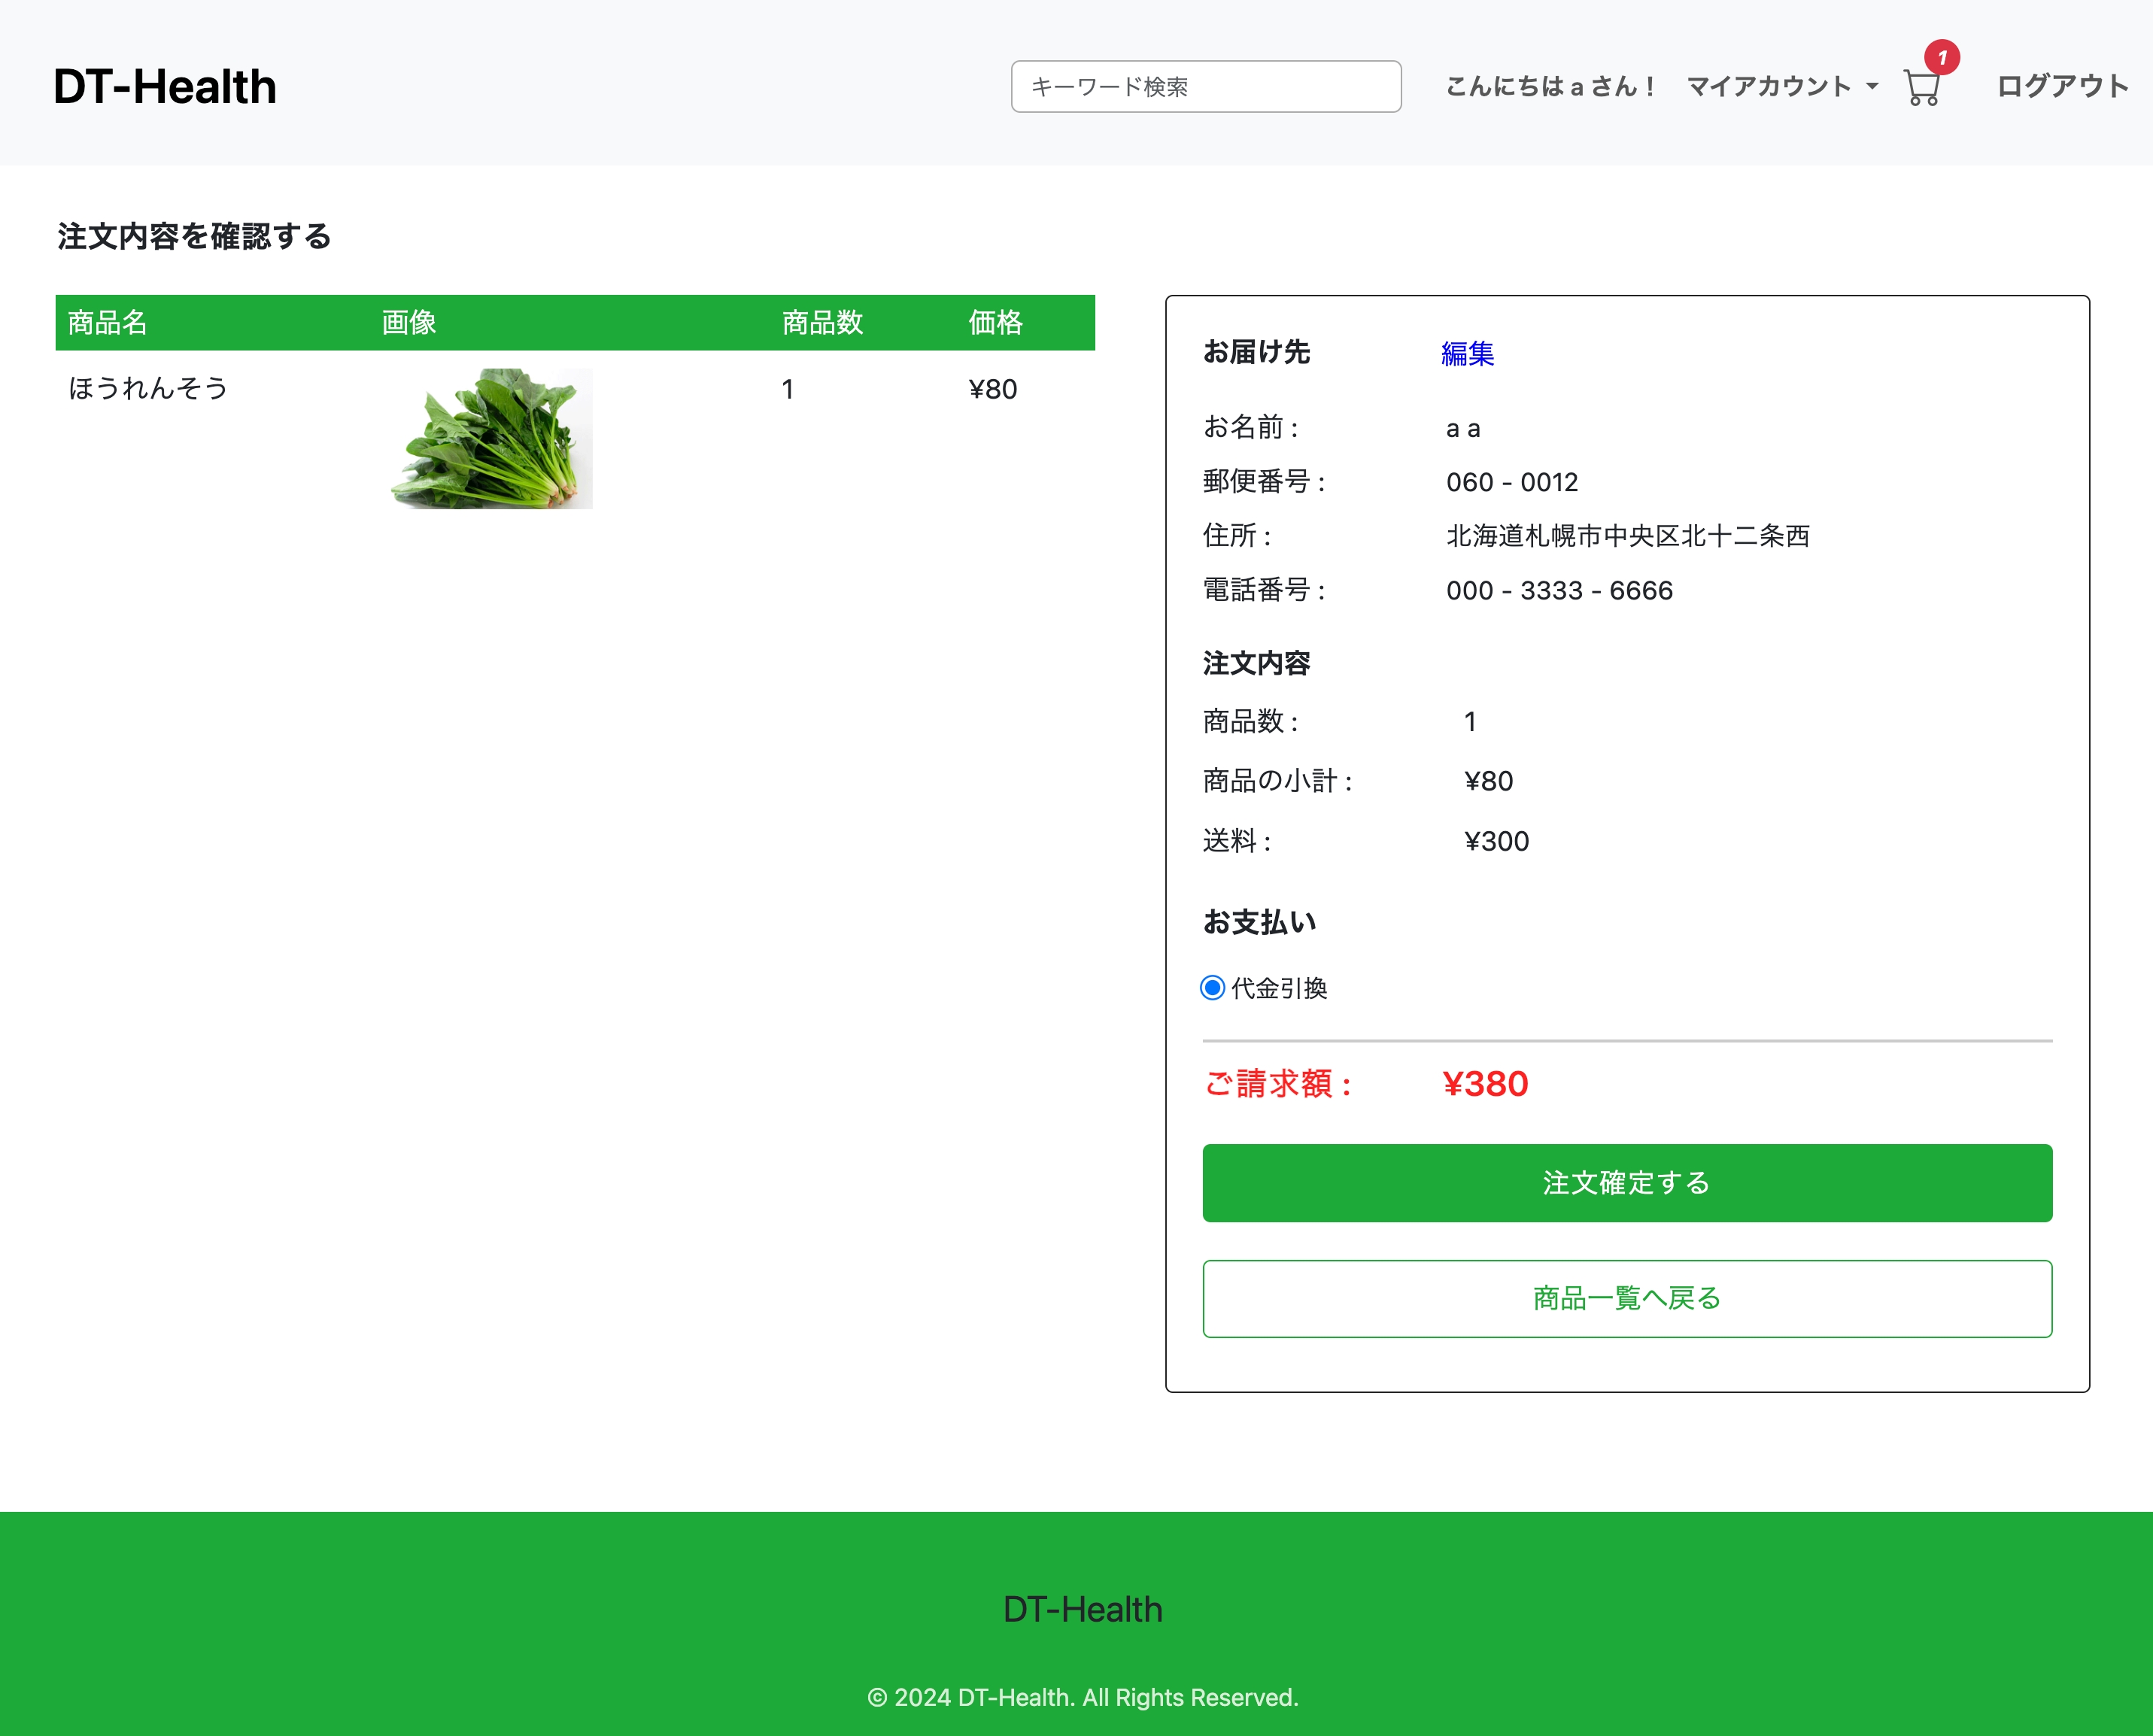 DT-Health
キーワード検索
こんにちは a さん！
マイアカウント
1
ログアウト
注文内容を確認する
商品名 画像 商品数 価格
ほうれんそう 1 ¥80
お届け先 編集
お名前 : a a
郵便番号 : 060 - 0012
住所 : 北海道札幌市中央区北十二条西
電話番号 : 000 - 3333 - 6666
注文内容
商品数 : 1
商品の小計 : ¥80
送料 : ¥300
お支払い
代金引換
ご請求額 : ¥380
注文確定する
商品一覧へ戻る
DT-Health
© 2024 DT-Health. All Rights Reserved.